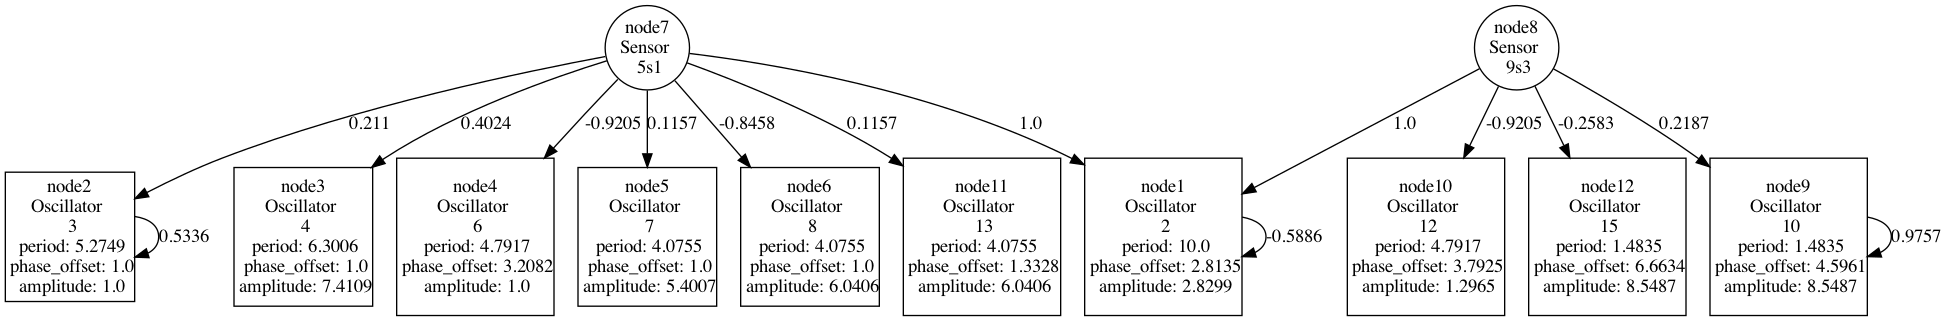 node7
Sensor
5s1
node8
Sensor
9s3
0.211
0.4024
-0.9205
0.1157
-0.8458
0.1157
1.0
1.0
-0.9205
-0.2583
0.2187
node2
Oscillator
3
period: 5.2749
phase_offset: 1.0
amplitude: 1.0
0.5336
node3
Oscillator
4
period: 6.3006
phase_offset: 1.0
amplitude: 7.4109
node4
Oscillator
6
period: 4.7917
phase_offset: 3.2082
amplitude: 1.0
node5
Oscillator
7
period: 4.0755
phase_offset: 1.0
amplitude: 5.4007
node6
Oscillator
8
period: 4.0755
phase_offset: 1.0
amplitude: 6.0406
node11
Oscillator
13
period: 4.0755
phase_offset: 1.3328
amplitude: 6.0406
node1
Oscillator
2
period: 10.0
phase_offset: 2.8135
amplitude: 2.8299
-0.5886
node10
Oscillator
12
period: 4.7917
phase_offset: 3.7925
amplitude: 1.2965
node12
Oscillator
15
period: 1.4835
phase_offset: 6.6634
amplitude: 8.5487
node9
Oscillator
10
period: 1.4835
phase_offset: 4.5961
amplitude: 8.5487
0.9757